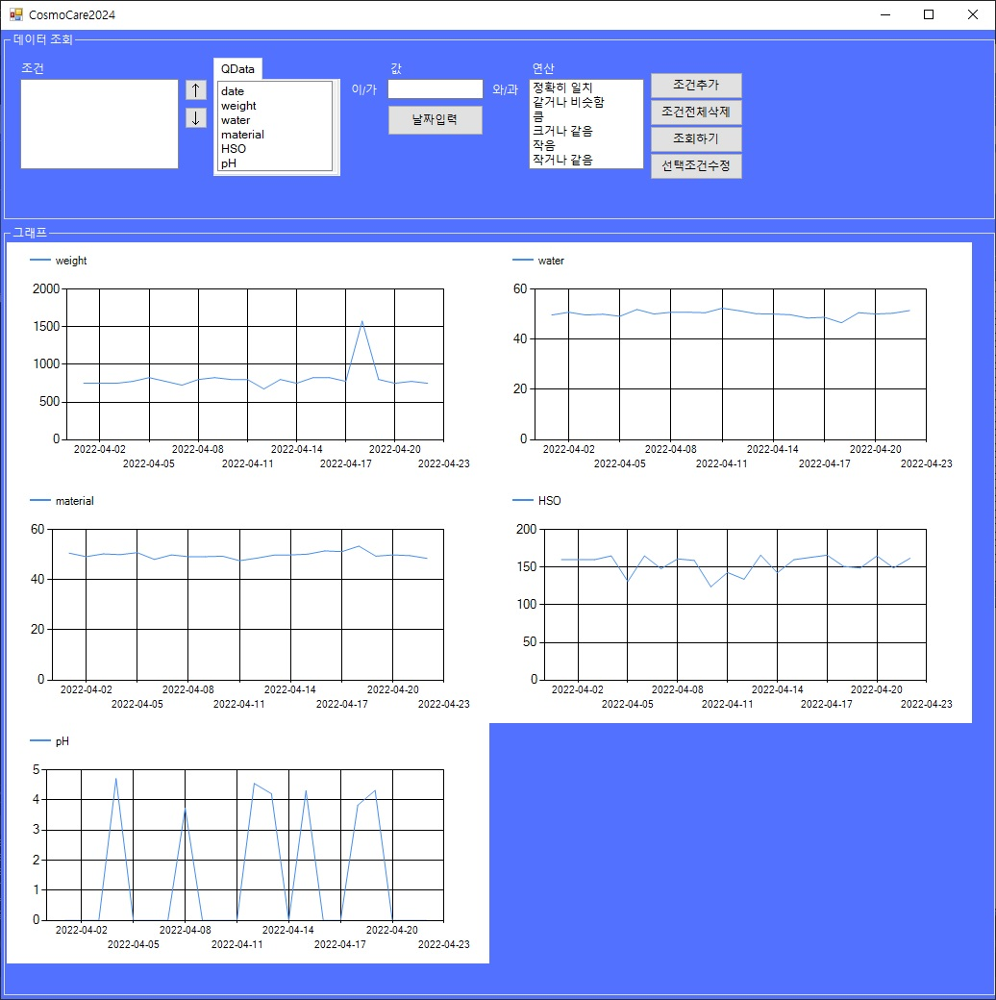 CosmoCare2024
데이터 조회
조건
↑
↓
QData
date
weight
water
material
HSO
pH
이/가
값
날짜입력
와/과
연산
정확히 일치
같거나 비슷함
큼
크거나 같음
작음
작거나 같음
조건추가
조건전체삭제
조회하기
선택조건수정
그래프
weight
2000
1500
1000
500
0
2022-04-02 2022-04-08 2022-04-14 2022-04-20
2022-04-05 2022-04-11 2022-04-17 2022-04-23
water
60
40
20
0
2022-04-02 2022-04-08 2022-04-14 2022-04-20
2022-04-05 2022-04-11 2022-04-17 2022-04-23
material
60
40
20
0
2022-04-02 2022-04-08 2022-04-14 2022-04-20
2022-04-05 2022-04-11 2022-04-17 2022-04-23
HSO
200
150
100
50
0
2022-04-02 2022-04-08 2022-04-14 2022-04-20
2022-04-05 2022-04-11 2022-04-17 2022-04-23
pH
5
4
3
2
1
0
2022-04-02 2022-04-08 2022-04-14 2022-04-20
2022-04-05 2022-04-11 2022-04-17 2022-04-23